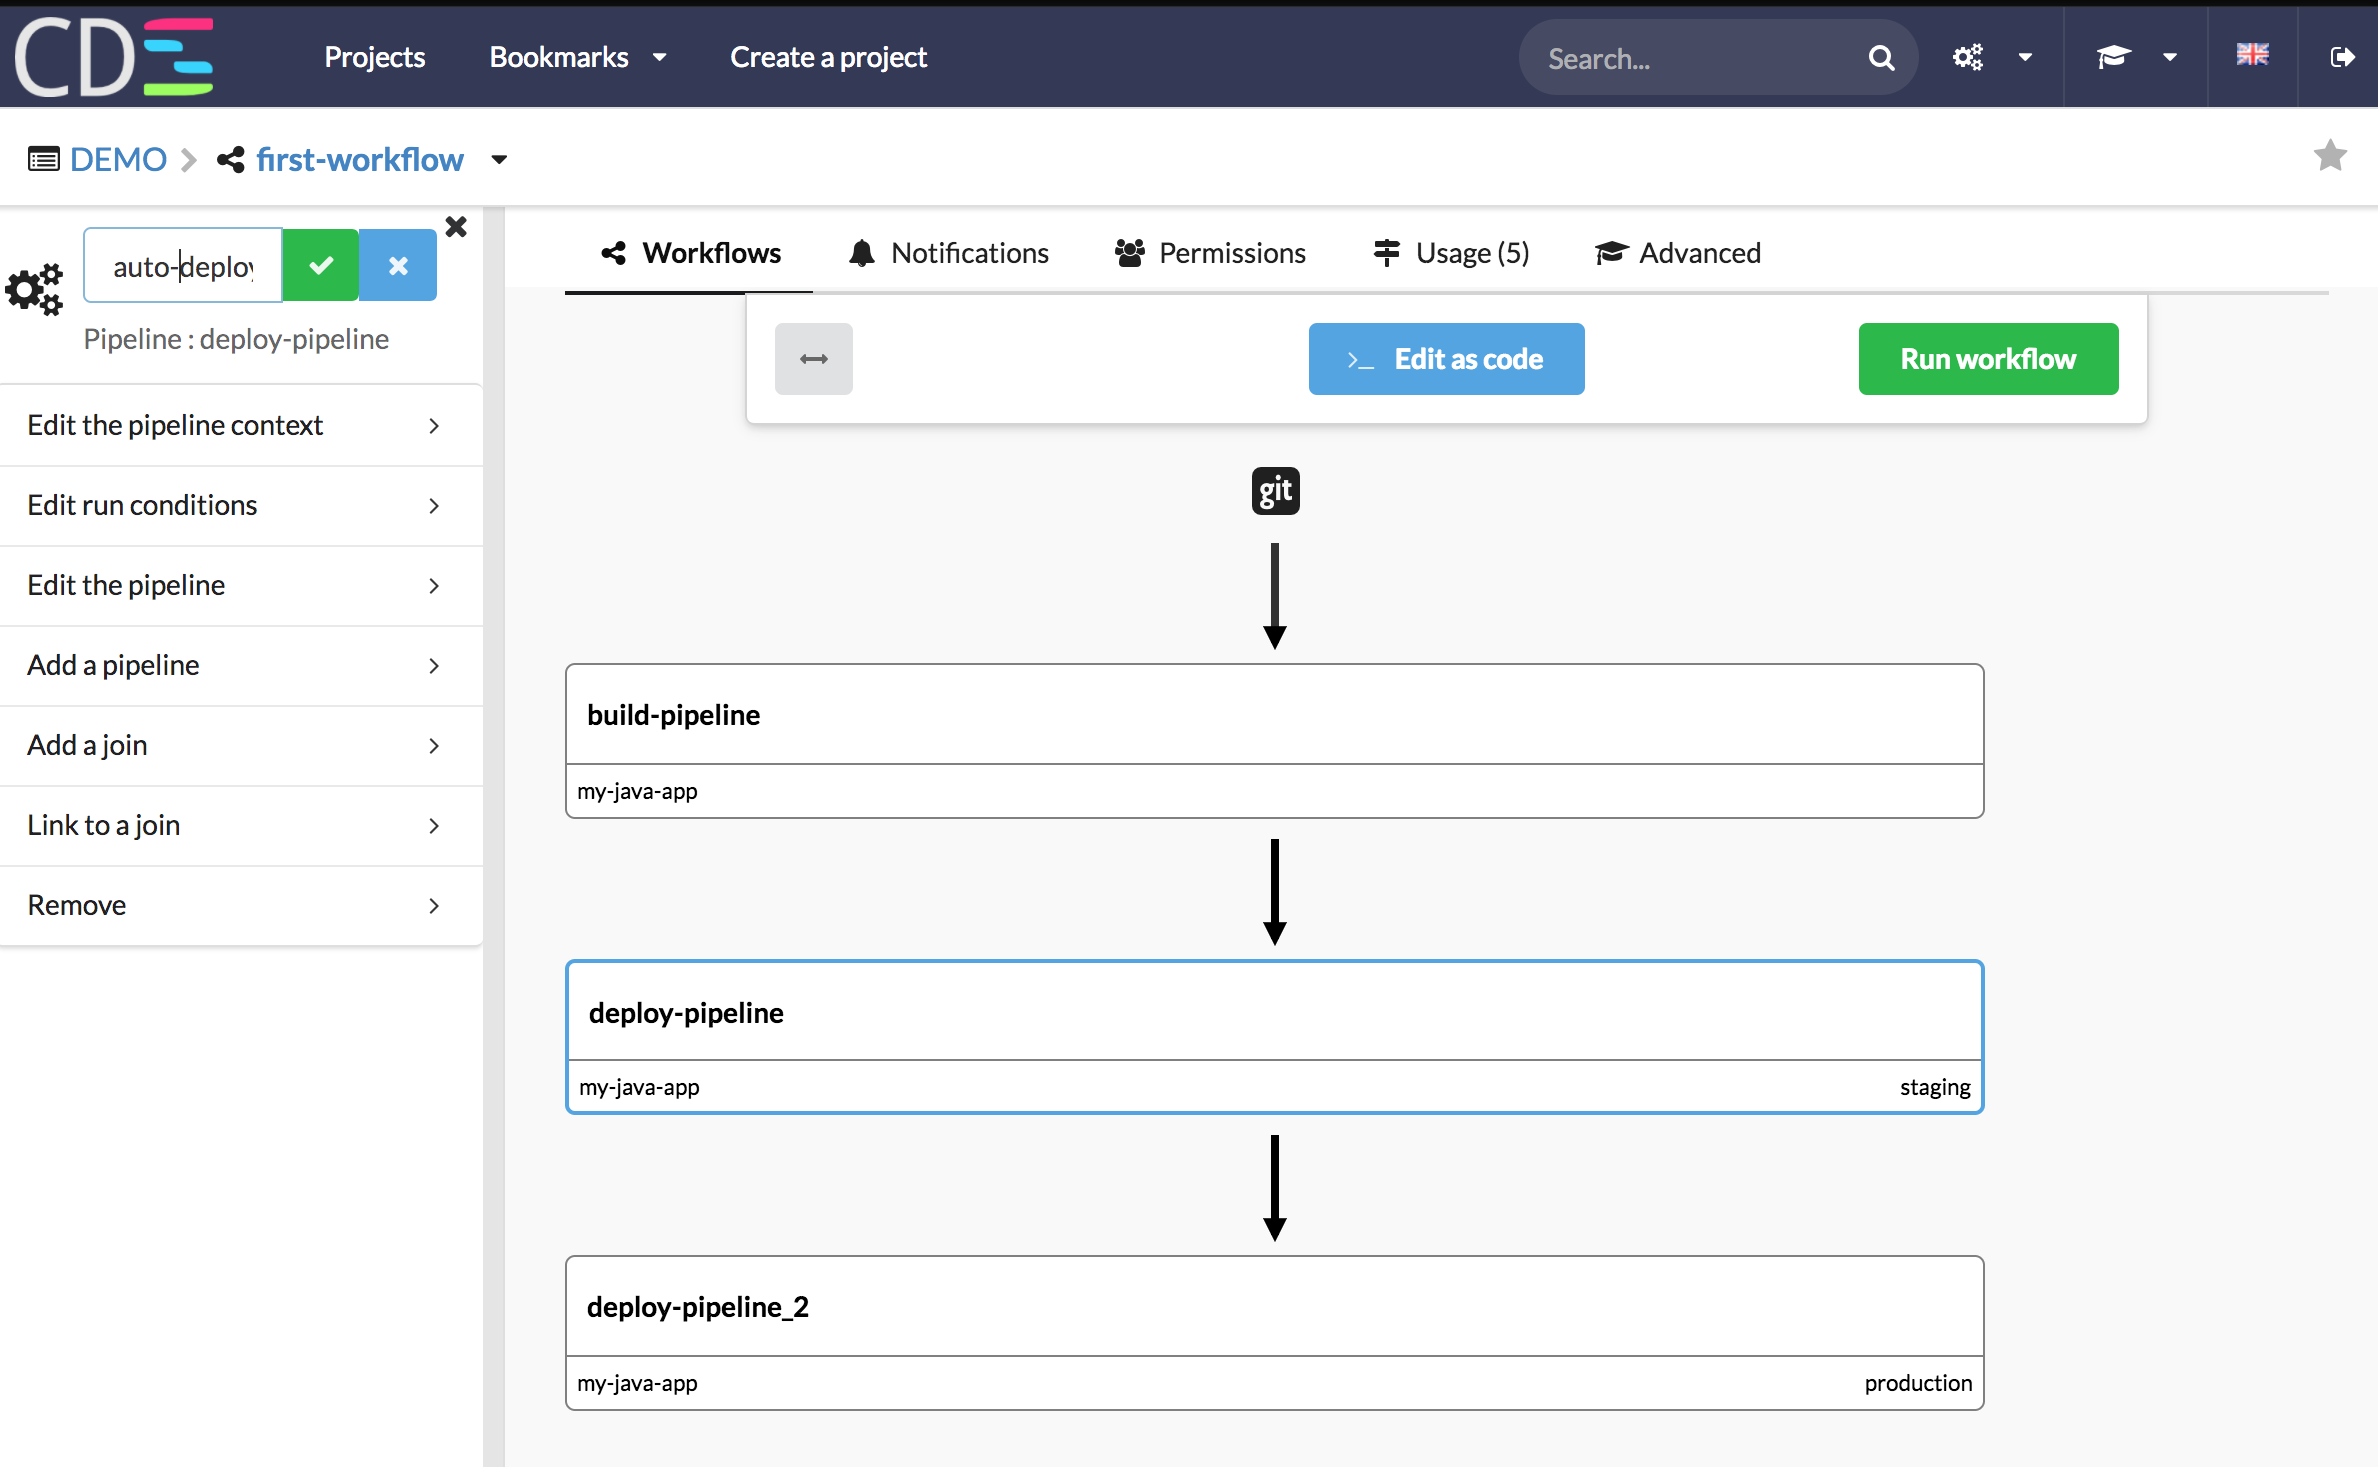 CDS
Projects
Bookmarks
Create a project
Search...
DEMO
first-workflow
auto-deploy
Pipeline : deploy-pipeline
Edit the pipeline context
Edit run conditions
Edit the pipeline
Add a pipeline
Add a join
Link to a join
Remove
Workflows
Notifications
Permissions
Usage (5)
Advanced
>_ Edit as code
Run workflow
git
build-pipeline
my-java-app
deploy-pipeline
my-java-app
staging
deploy-pipeline_2
my-java-app
production